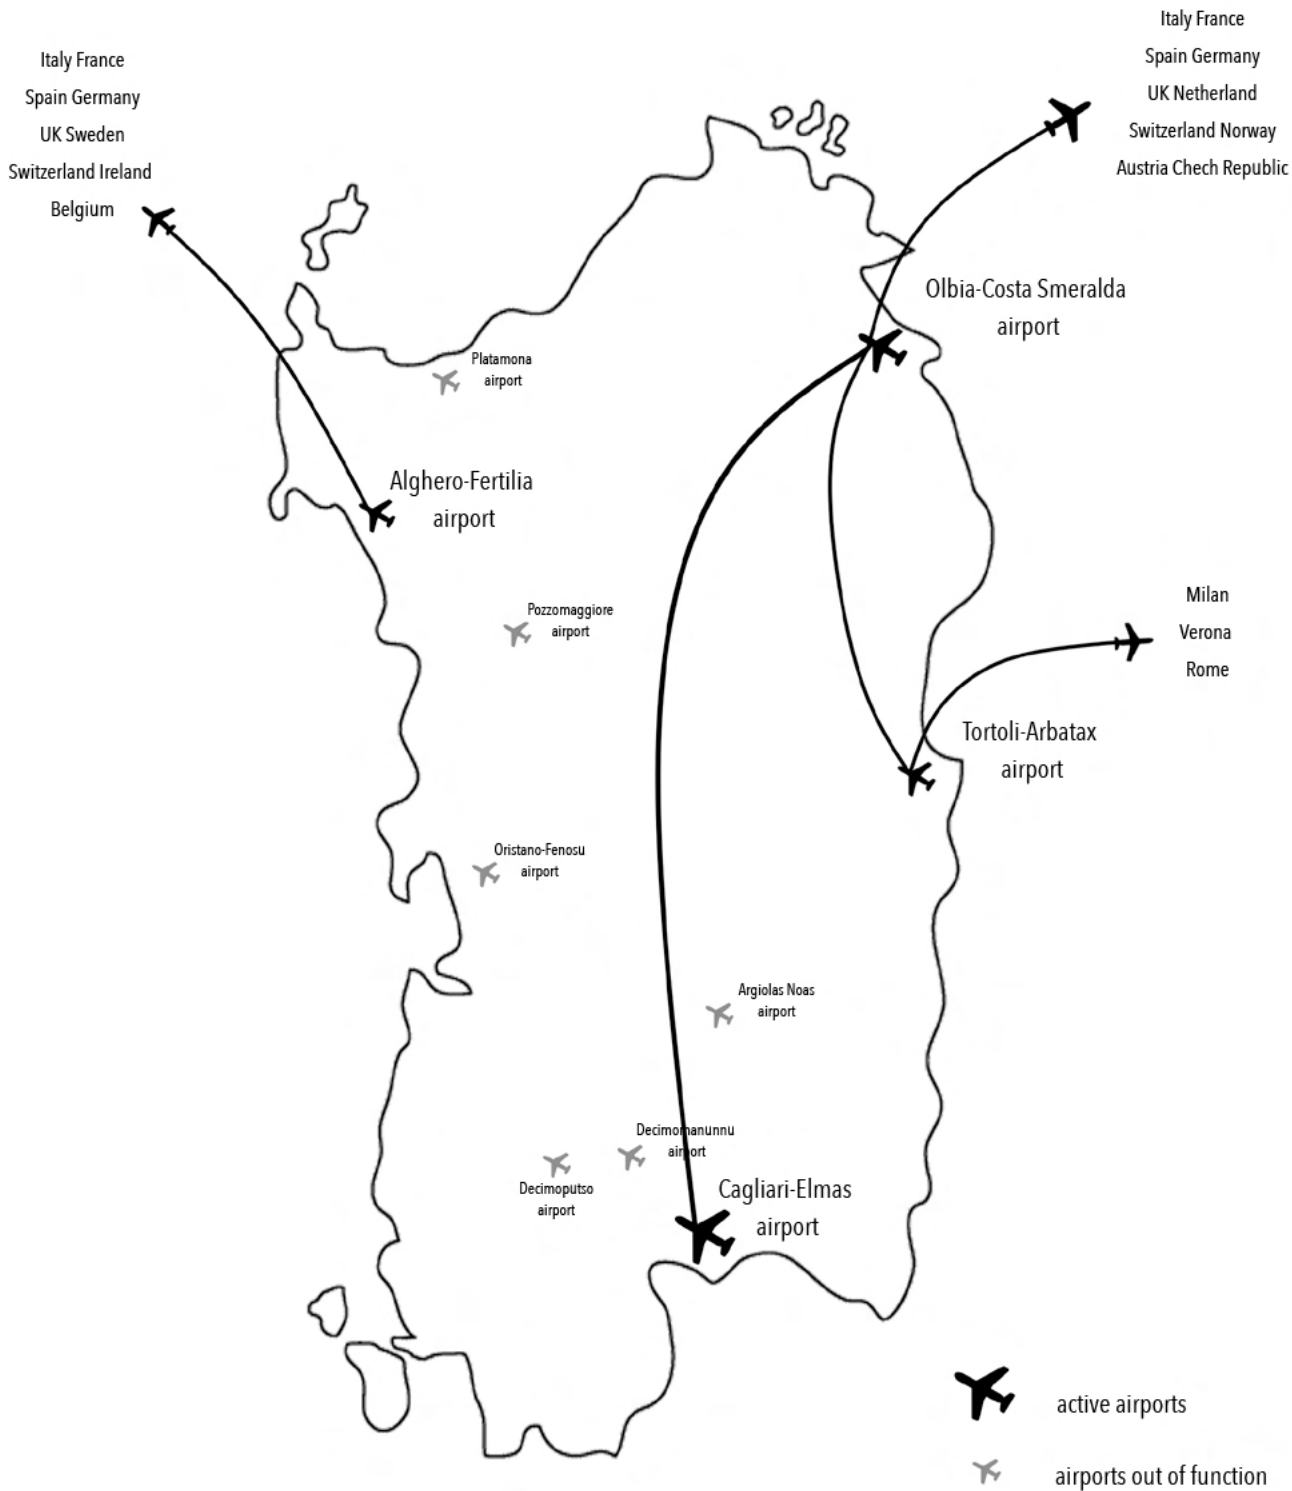 Italy France
Spain Germany
UK Sweden
Switzerland Ireland
Belgium
Italy France
Spain Germany
UK Netherland
Switzerland Norway
Austria Chech Republic
Olbia-Costa Smeralda
airport
Platamona
airport
Alghero-Fertilia
airport
Pozzomaggiore
airport
Milan
Verona
Rome
Tortoli-Arbatax
airport
Oristano-Fenosu
airport
Argiolas Noas
airport
Decimomanunnu
airport
Decimoputso
airport
Cagliari-Elmas
airport
active airports
airports out of function